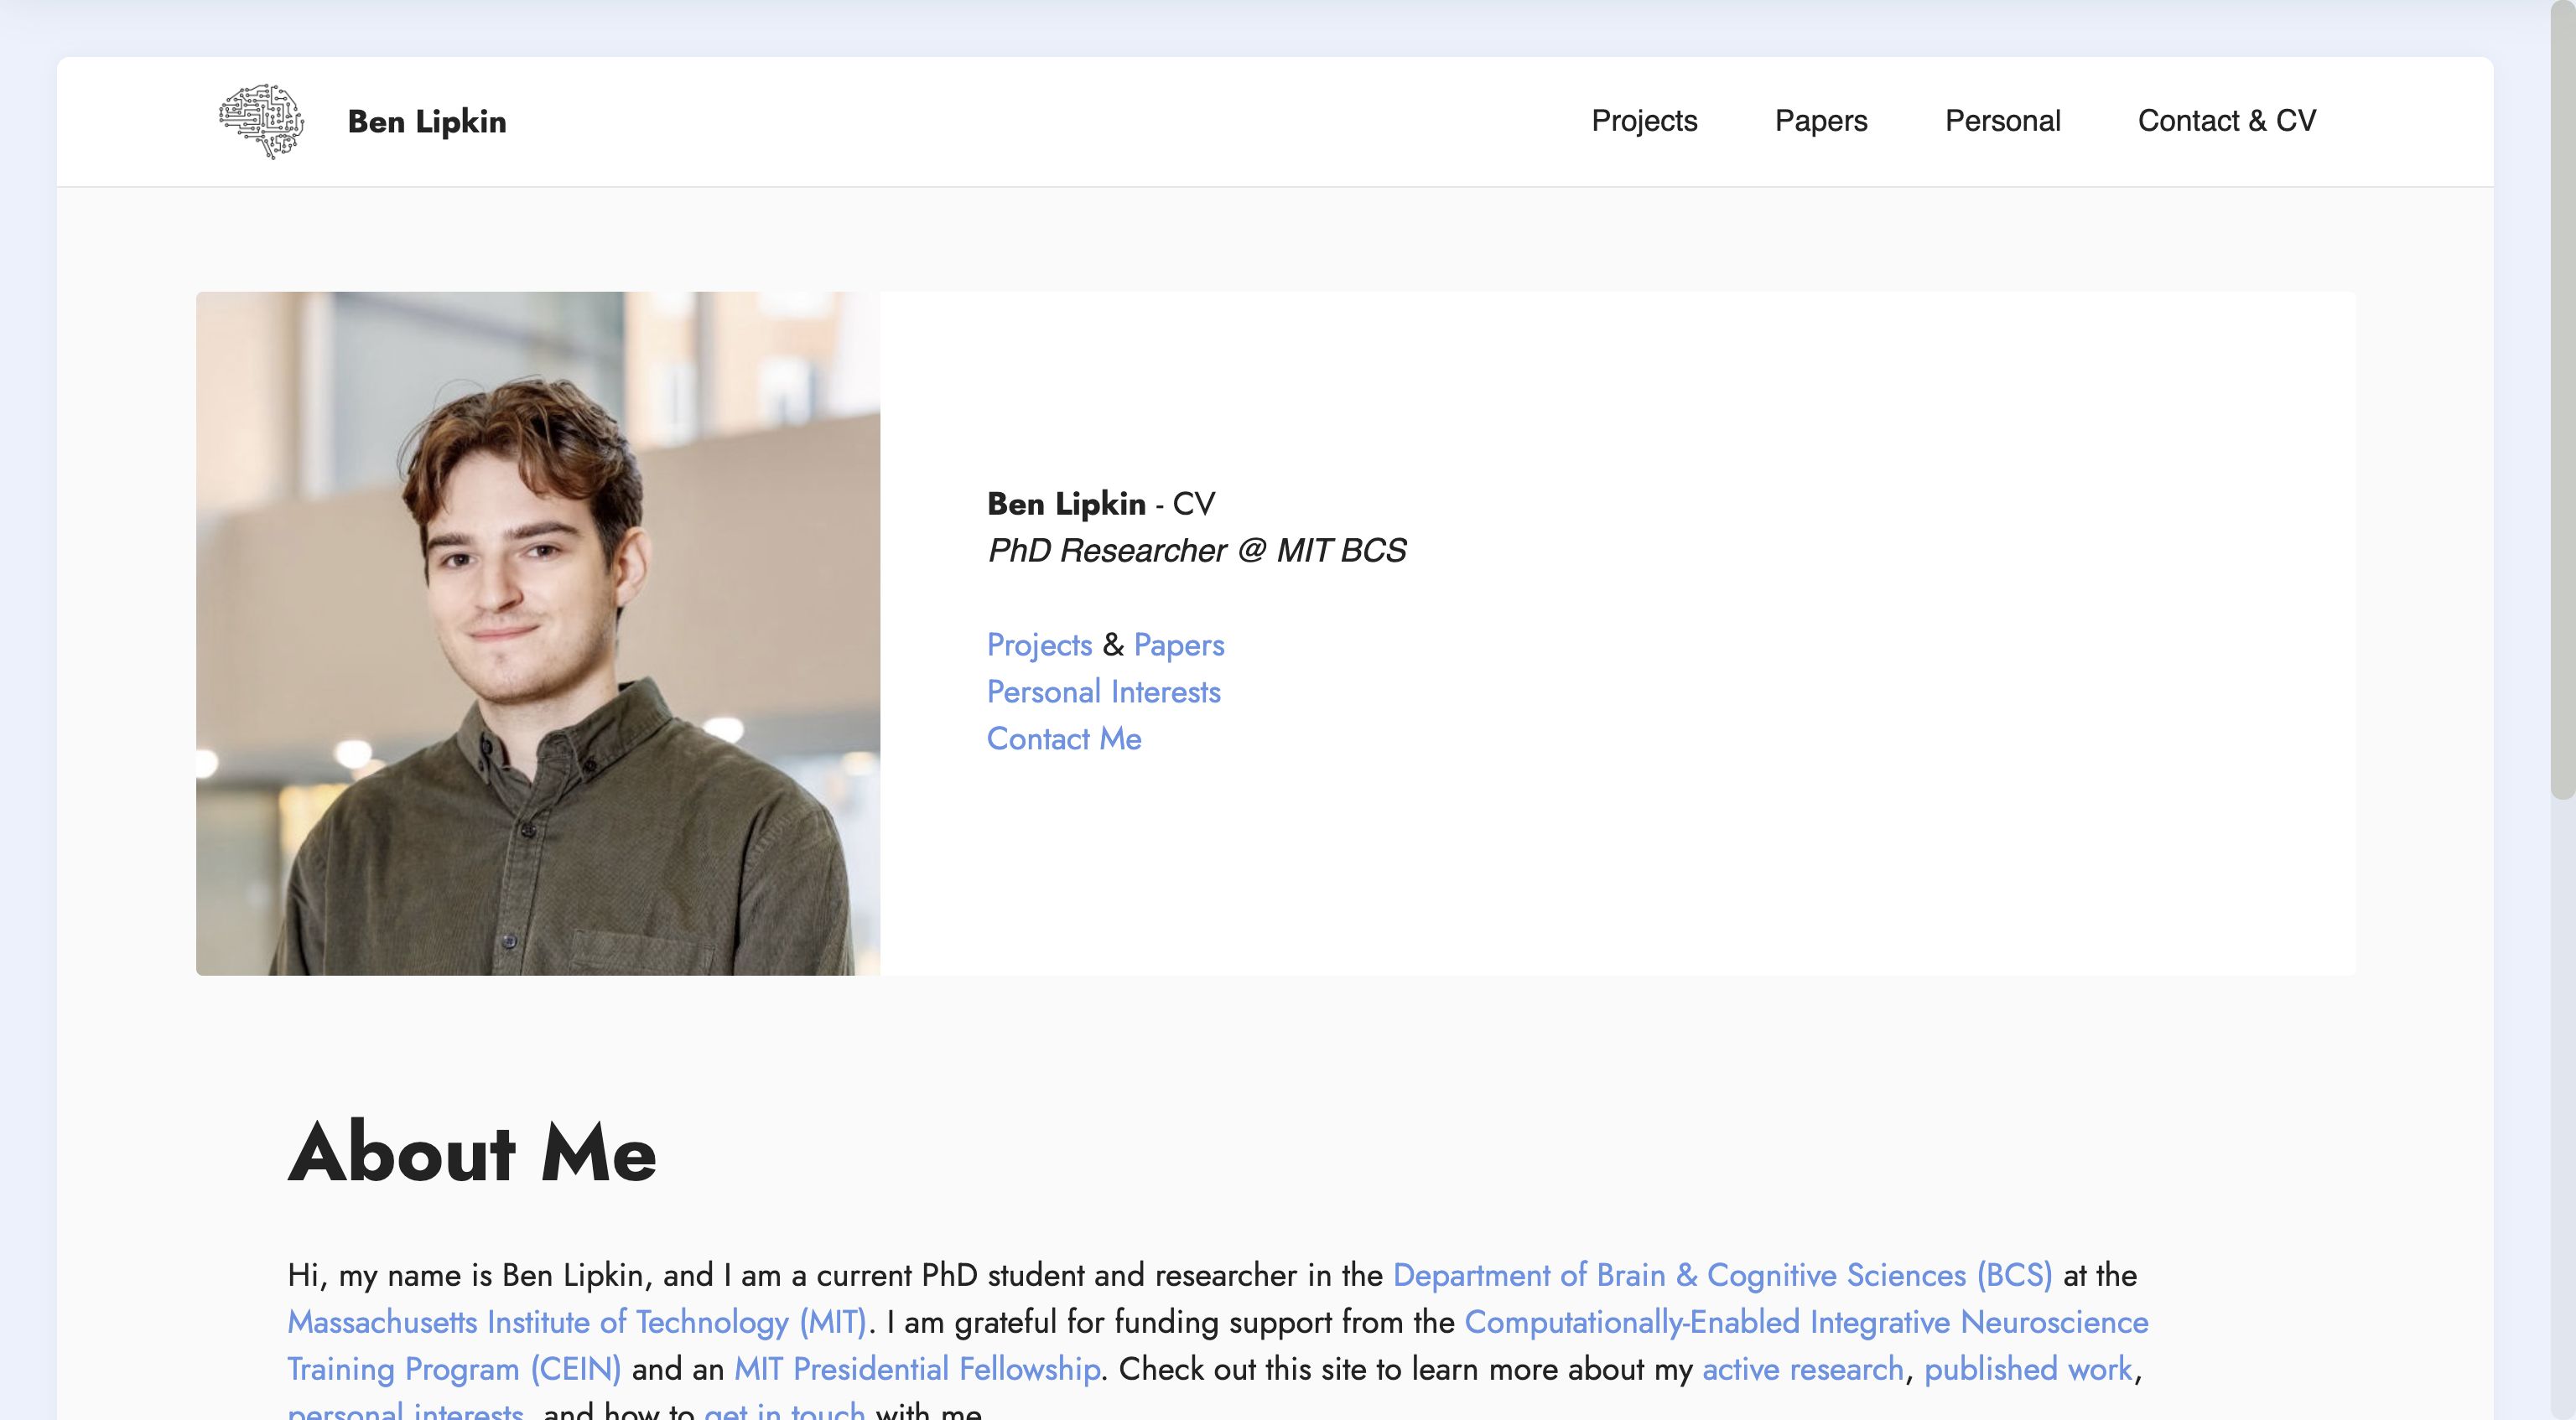 Ben Lipkin
Projects
Papers
Personal
Contact & CV
Ben Lipkin - CV
PhD Researcher @ MIT BCS
Projects & Papers
Personal Interests
Contact Me
About Me
Hi, my name is Ben Lipkin, and I am a current PhD student and researcher in the Department of Brain & Cognitive Sciences (BCS) at the
Massachusetts Institute of Technology (MIT). I am grateful for funding support from the Computationally-Enabled Integrative Neuroscience
Training Program (CEIN) and an MIT Presidential Fellowship. Check out this site to learn more about my active research, published work,
personal interests, and how to get in touch with me.